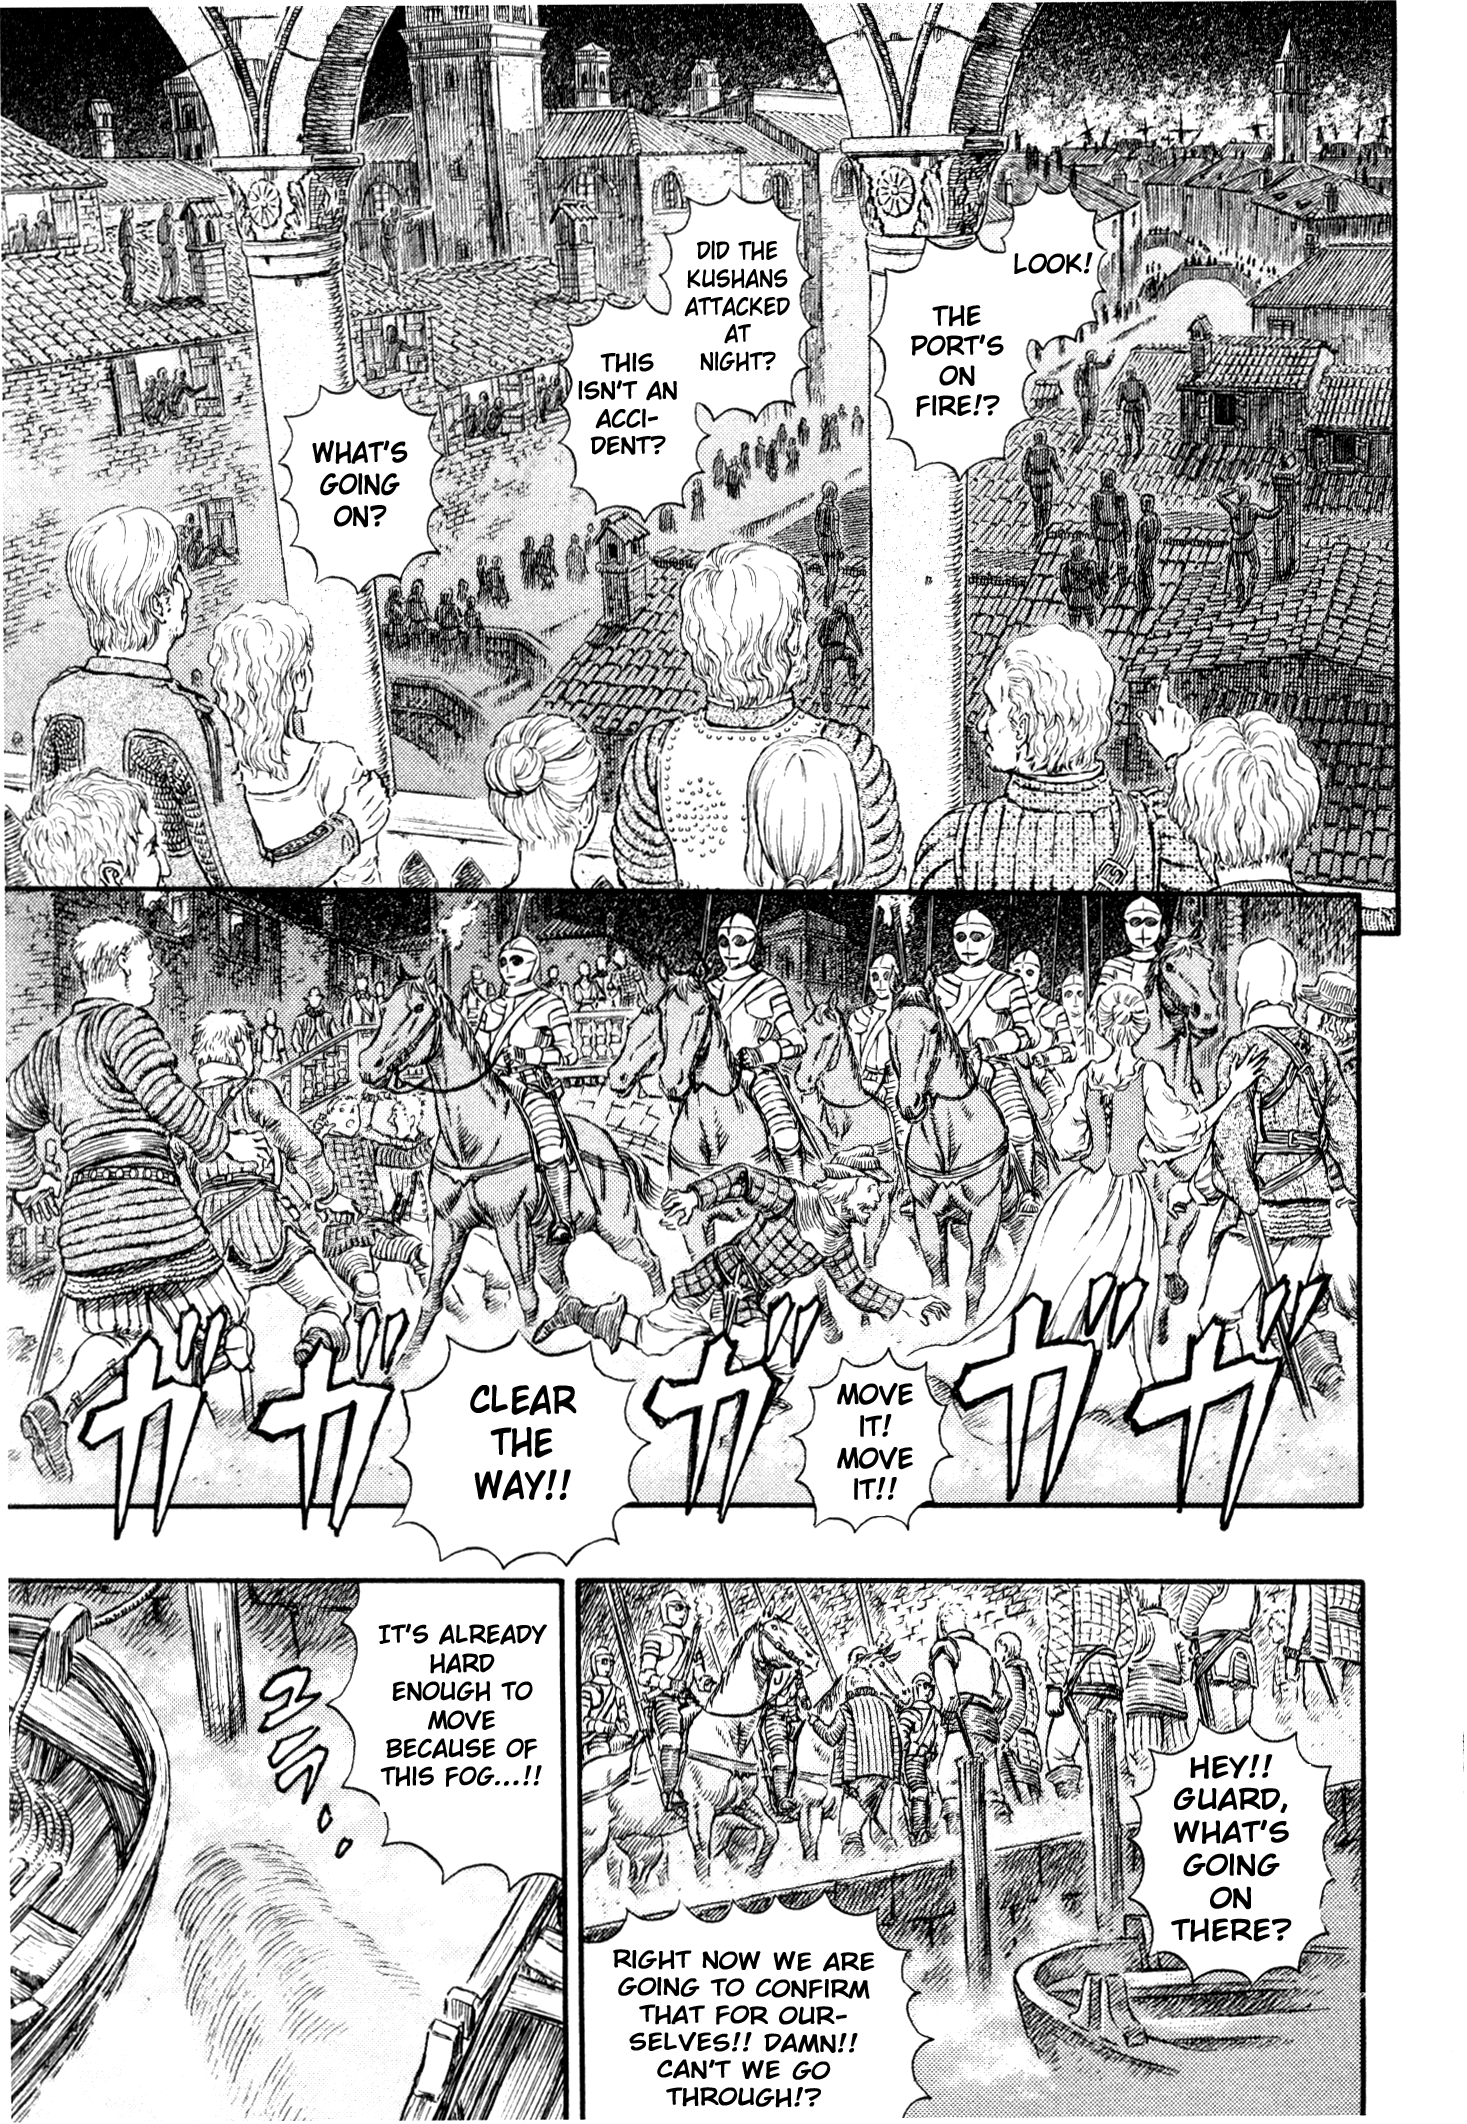 LOOK!
THE
PORT'S
ON
FIRE!?
DID THE
KUSHANS
ATTACKED
AT
NIGHT?
THIS
ISN'T AN
ACCI-
DENT?
WHAT'S
GOING
ON?
MOVE
IT!
MOVE
IT!!
CLEAR
THE
WAY!!
ガガガガガ
HEY!!
GUARD,
WHAT'S
GOING
ON
THERE?
RIGHT NOW WE ARE
GOING TO CONFIRM
THAT FOR OUR-
SELVES!! DAMN!!
CAN'T WE GO
THROUGH!?
IT'S ALREADY
HARD
ENOUGH TO
MOVE
BECAUSE OF
THIS FOG...!!